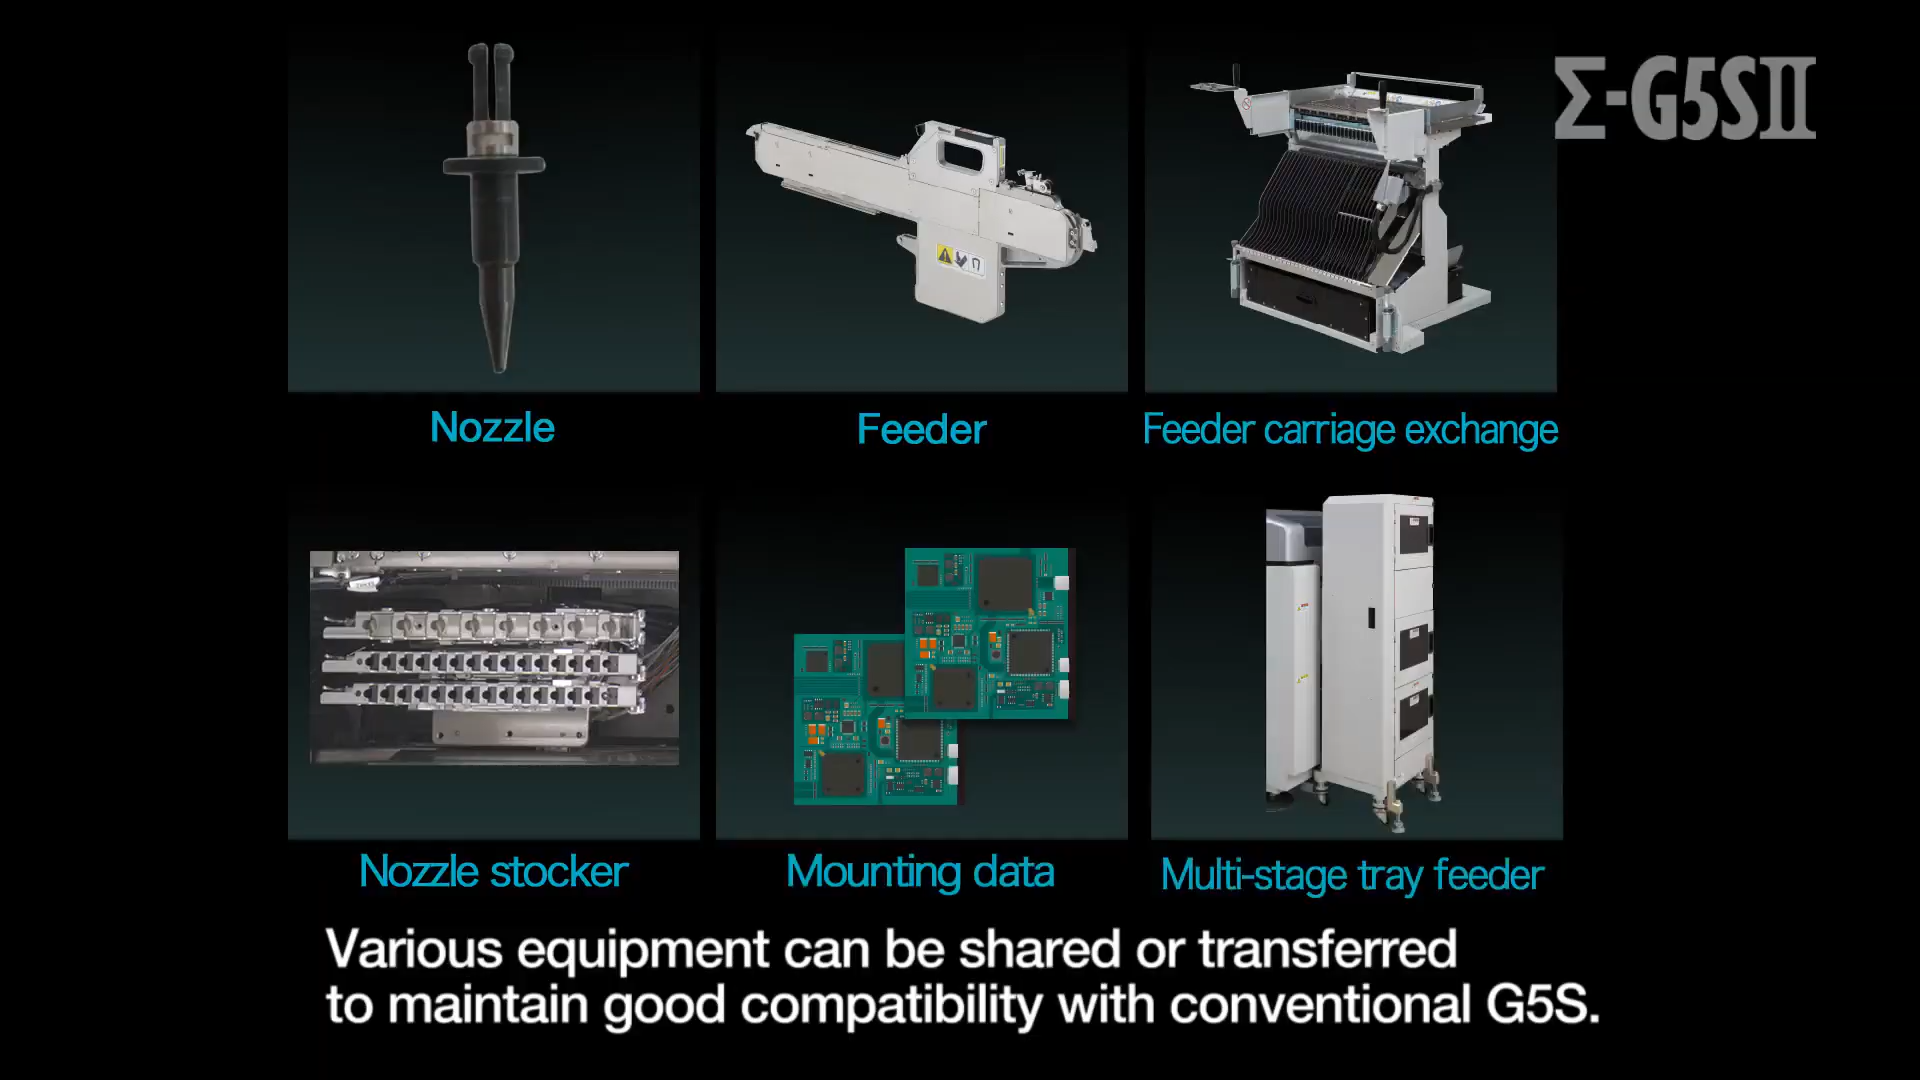 Σ-G5SII
Nozzle
Feeder
Feeder carriage exchange
Nozzle stocker
Mounting data
Multi-stage tray feeder
Various equipment can be shared or transferred
to maintain good compatibility with conventional G5S.